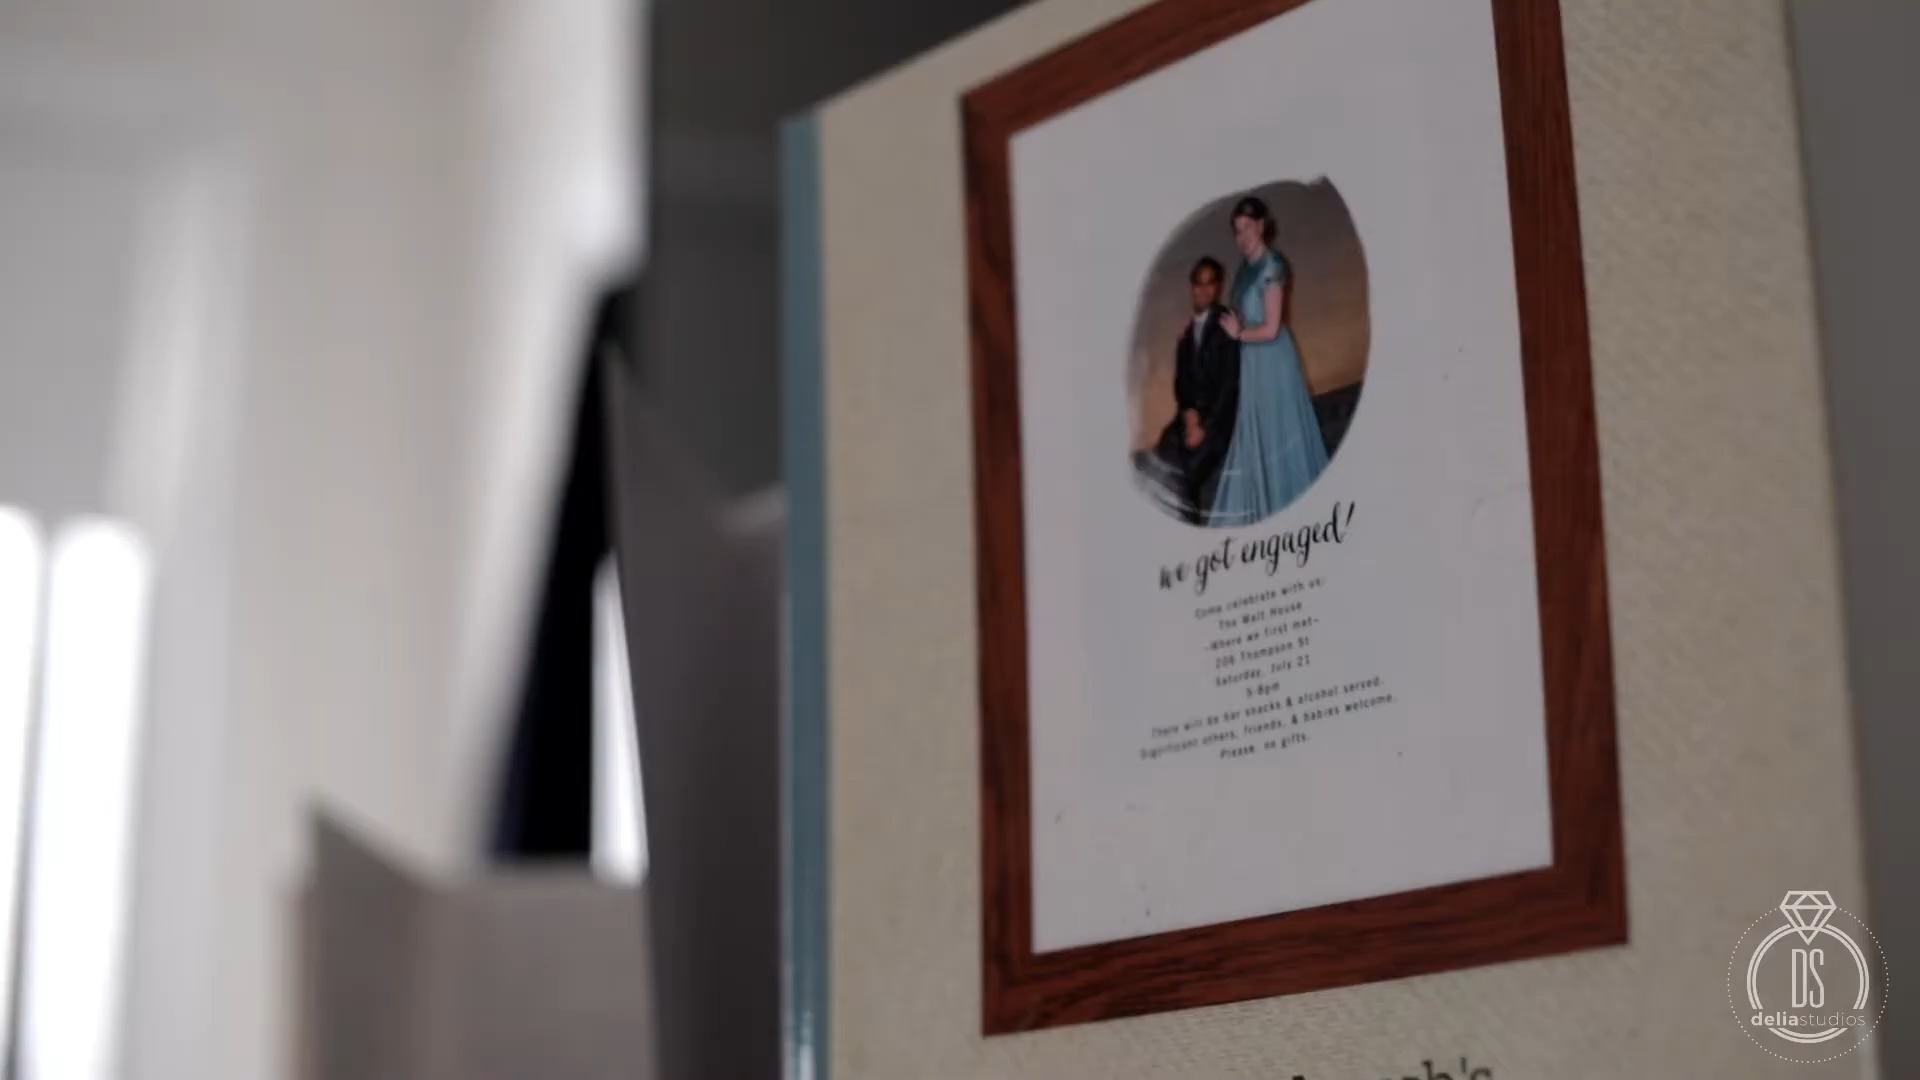 we got engaged!
Come celebrate with us:
The Walt House
-Where we first met-
206 Thompson St
Saturday, July 21
5-8pm
There will be bar snacks & alcohol served.
Significant others, friends, & babies welcome.
Please, no gifts.
DS
deliastudios